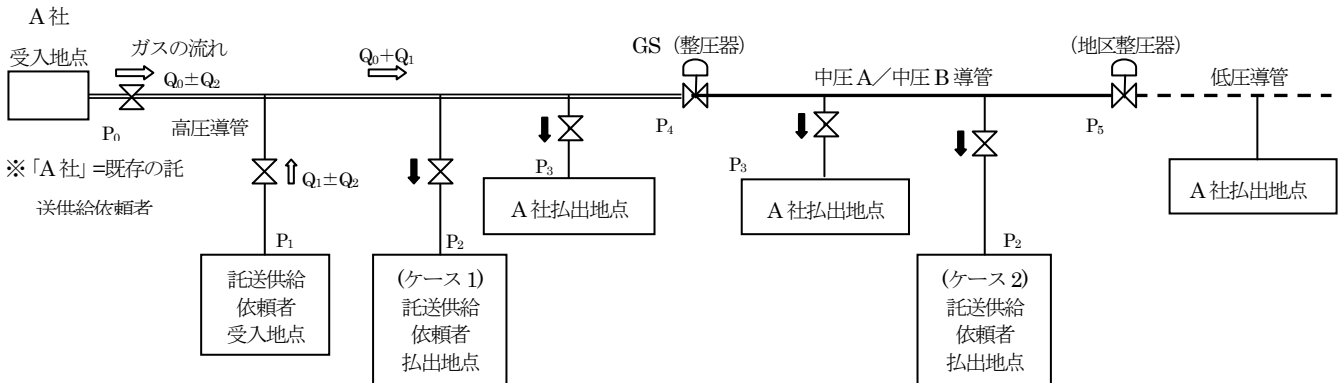 A社
受入地点
ガスの流れ
Q₀±Q₂
Q₀+Q₁
GS（整圧器）
中圧A／中圧B導管
（地区整圧器）
低圧導管
P₀
高圧導管
P₄
P₅
※「A社」=既存の託
送供給依頼者
Q₁±Q₂
P₃
A社払出地点
P₃
A社払出地点
A社払出地点
P₁
託送供給
依頼者
受入地点
P₂
(ケース1)
託送供給
依頼者
払出地点
P₂
(ケース2)
託送供給
依頼者
払出地点